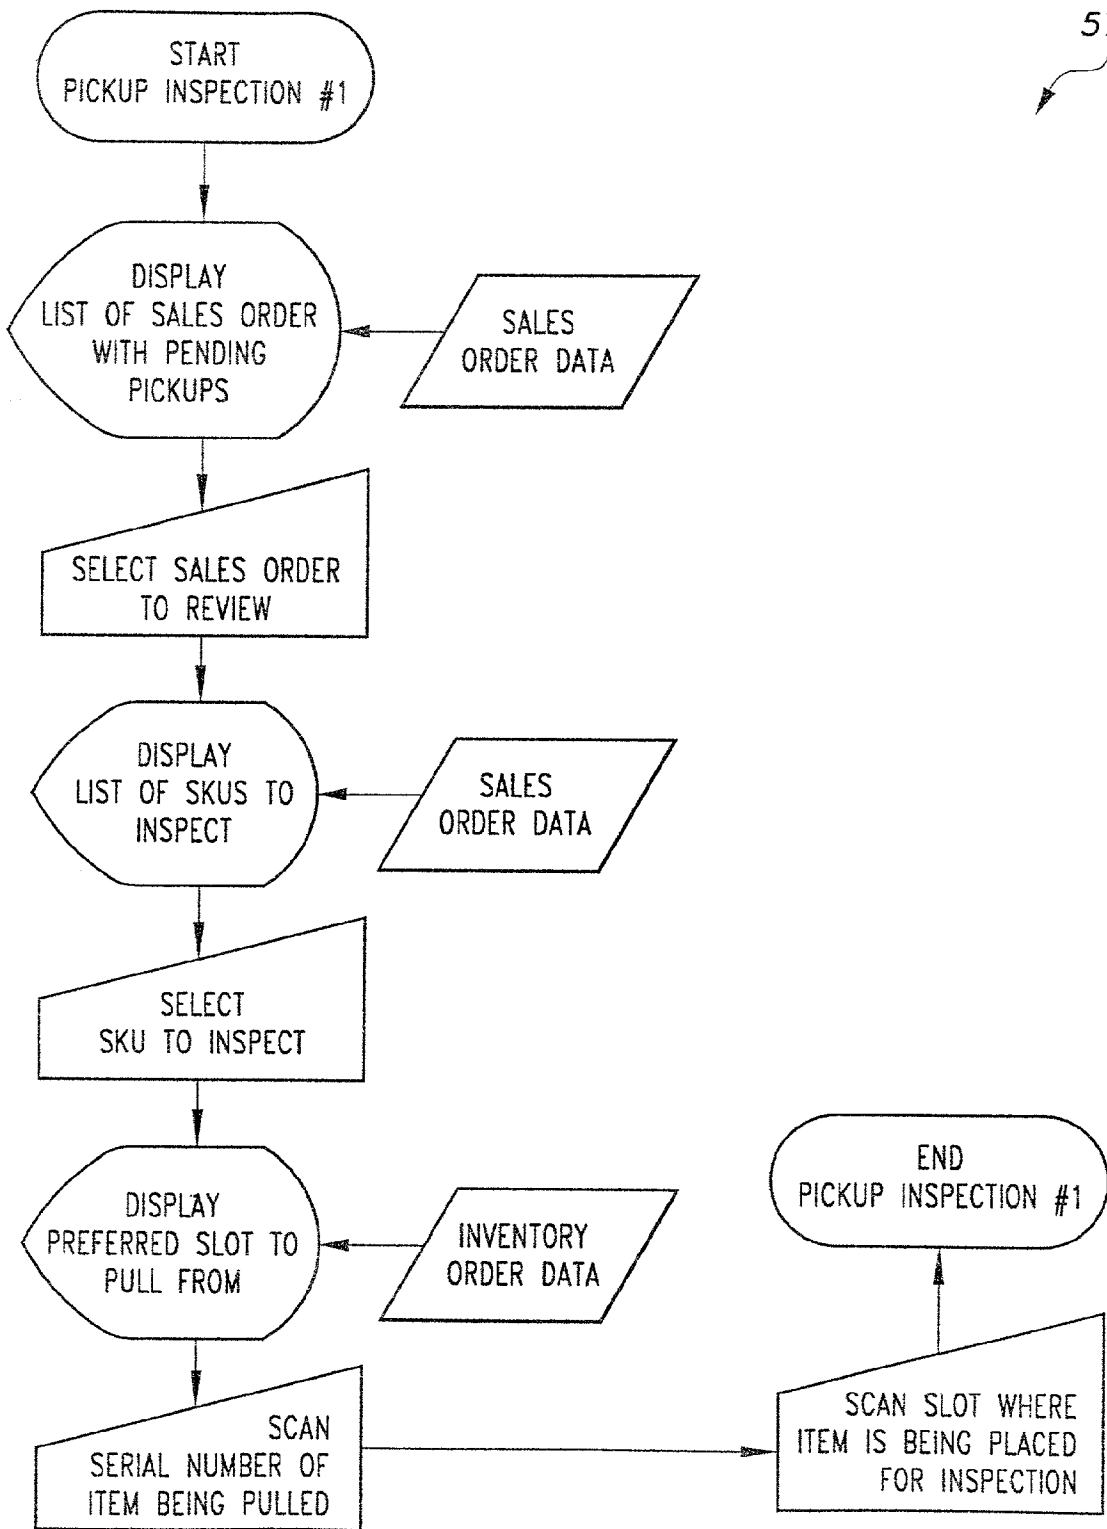 START
PICKUP INSPECTION #1
DISPLAY
LIST OF SALES ORDER
WITH PENDING
PICKUPS
SALES
ORDER DATA
SELECT SALES ORDER
TO REVIEW
DISPLAY
LIST OF SKUS TO
INSPECT
SALES
ORDER DATA
SELECT
SKU TO INSPECT
DISPLAY
PREFERRED SLOT TO
PULL FROM
INVENTORY
ORDER DATA
SCAN
SERIAL NUMBER OF
ITEM BEING PULLED
SCAN SLOT WHERE
ITEM IS BEING PLACED
FOR INSPECTION
END
PICKUP INSPECTION #1